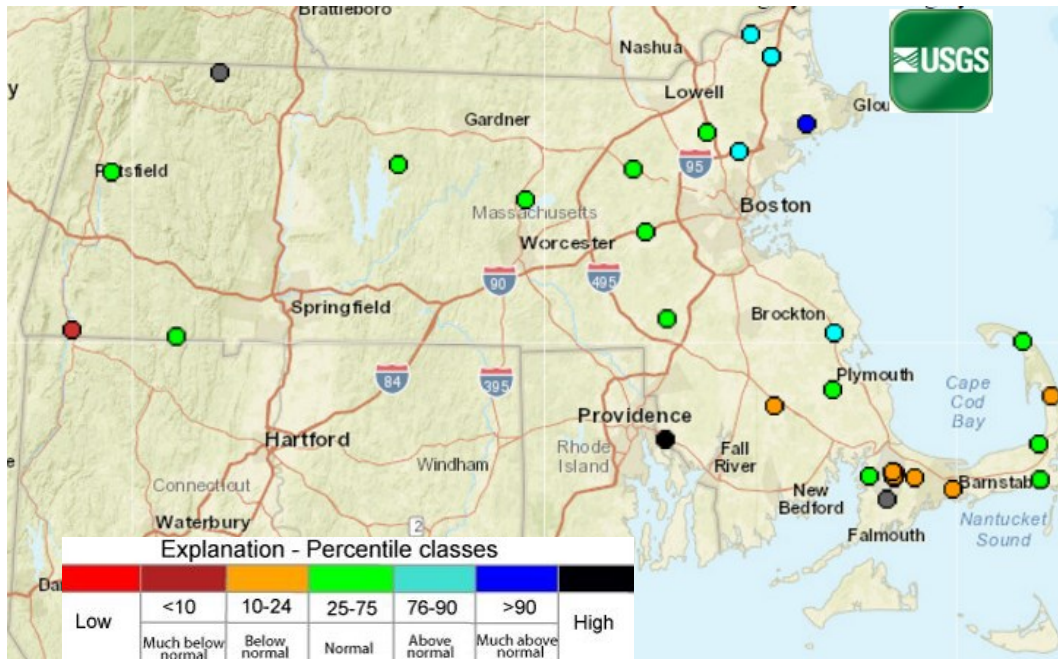 Brattleboro
Nashua
USGS
Lowell
Glou
Gardner
y
Pittsfield
95
Boston
Massachusetts
Worcester
90
495
Springfield
Brockton
84
395
Plymouth
Cape
Cod
Bay
Providence
Hartford
Rhode
Island
Fall
River
Windham
e
Connecticut
New
Bedford
Barnstab
Waterbury
2
Falmouth
Nantucket
Sound
Explanation - Percentile classes
Da
Low
<10
10-24
25-75
76-90
>90
High
Much below
normal
Below
normal
Normal
Above
normal
Much above
normal